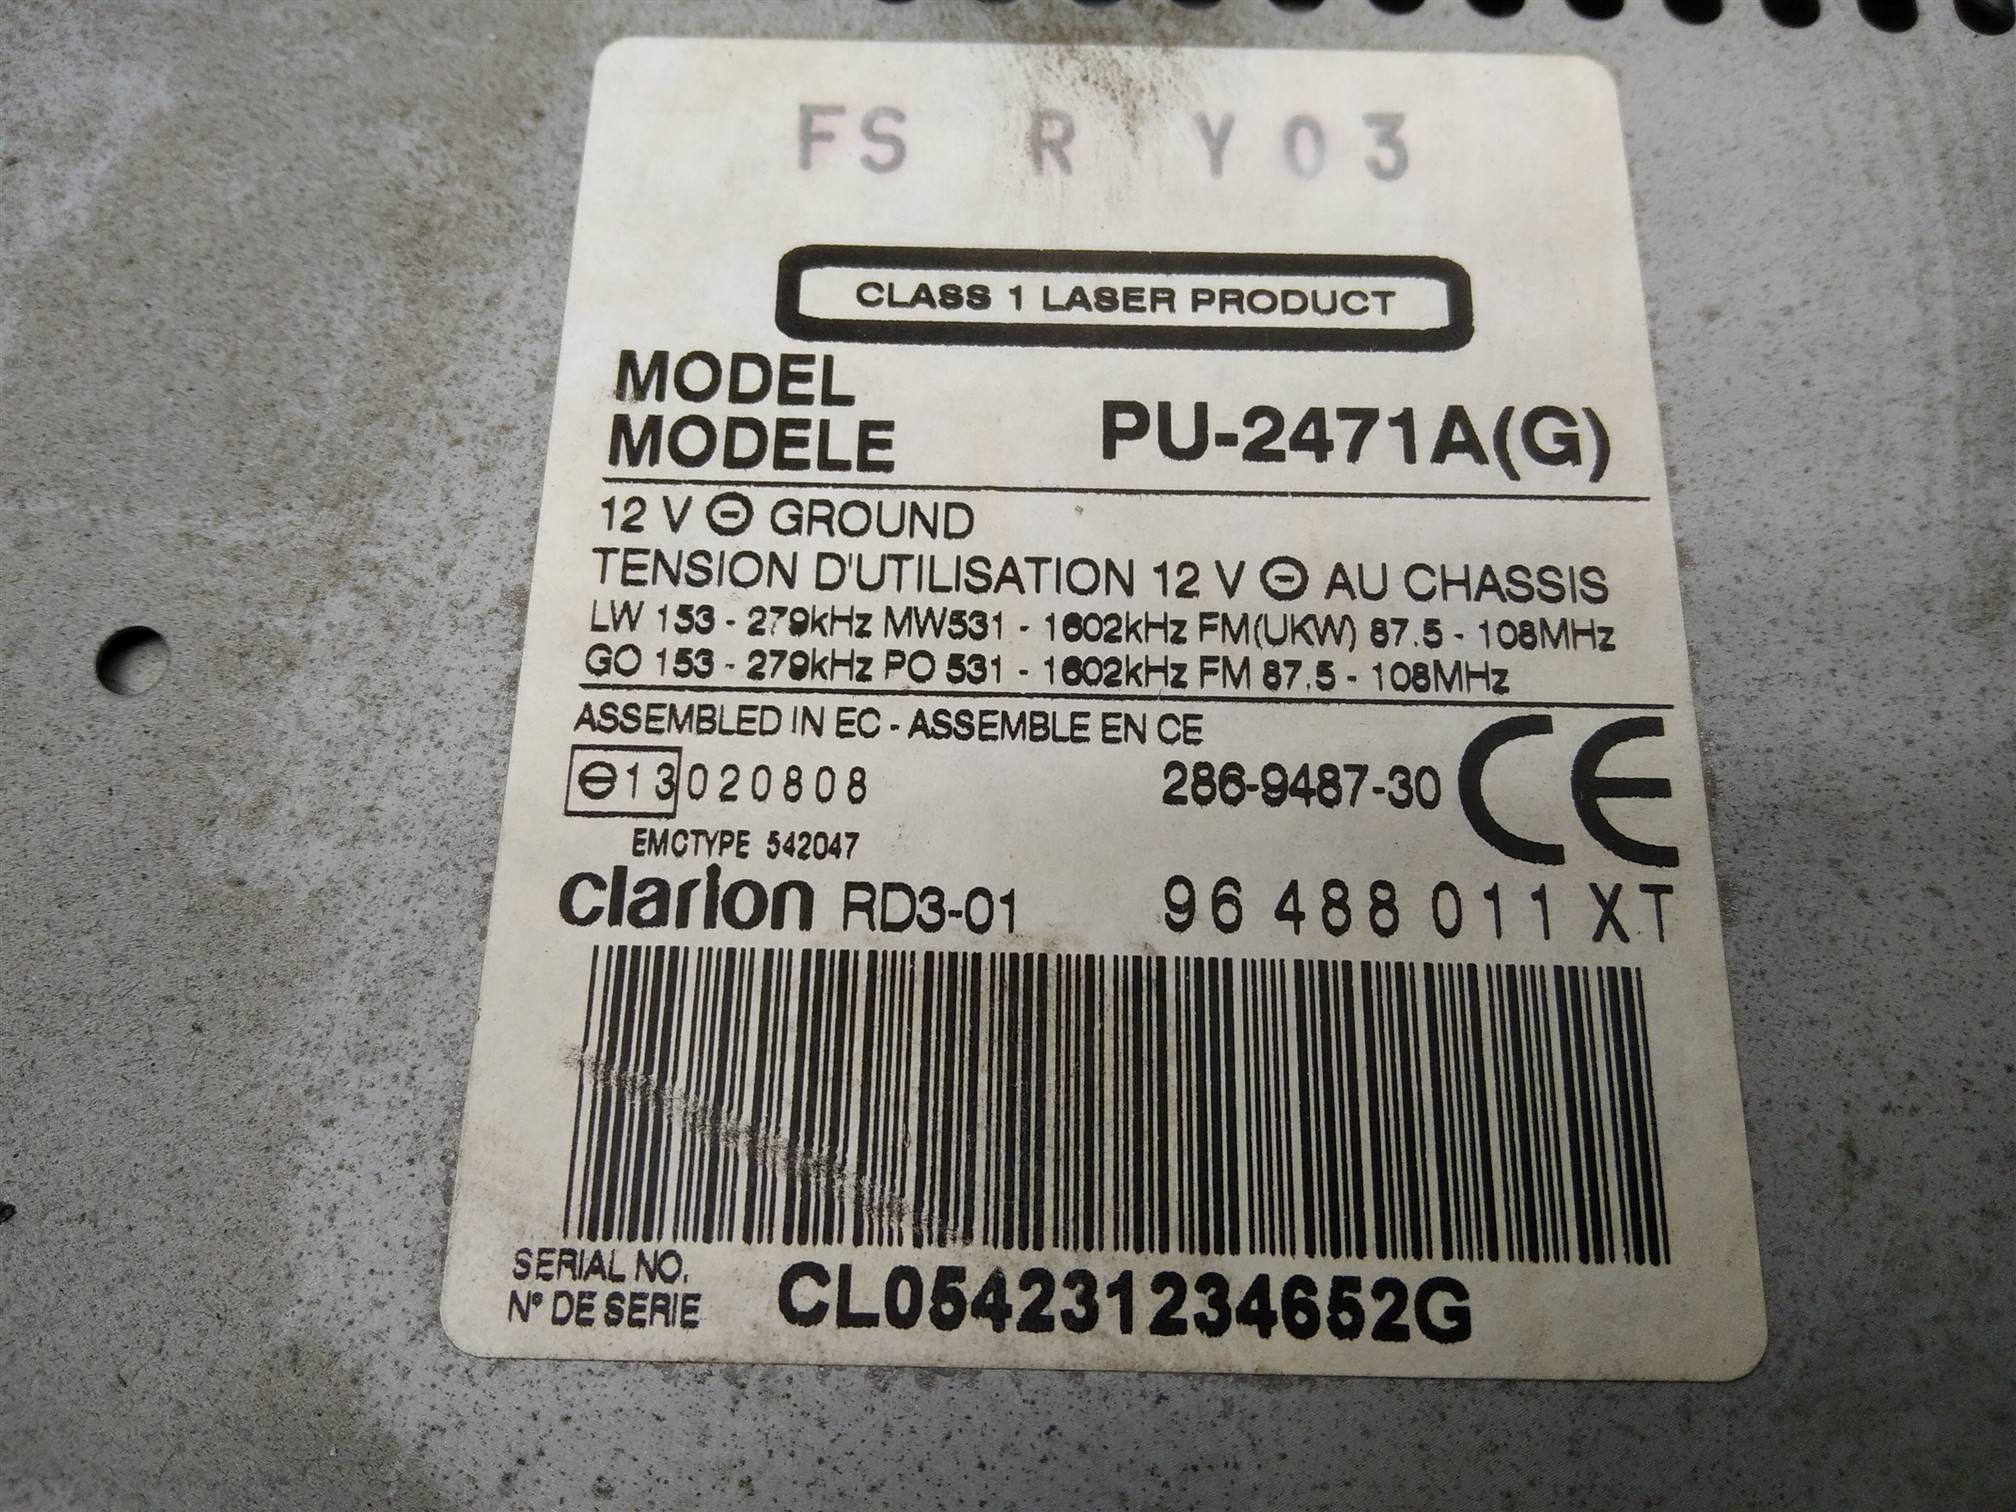 FS R Y03
CLASS 1 LASER PRODUCT
MODEL
MODELE PU-2471A(G)
12 V ⊖ GROUND
TENSION D'UTILISATION 12 V ⊖ AU CHASSIS
LW 153 - 279kHz MW531 - 1602kHz FM(UKW) 87.5 - 108MHz
GO 153 - 279kHz PO 531 - 1602kHz FM 87.5 - 108MHz
ASSEMBLED IN EC - ASSEMBLE EN CE
⊖13 020808 286-9487-30 CE
EMCTYPE 542047
clarion RD3-01 96 488 011 XT
SERIAL NO.
N° DE SERIE CL054231234652G